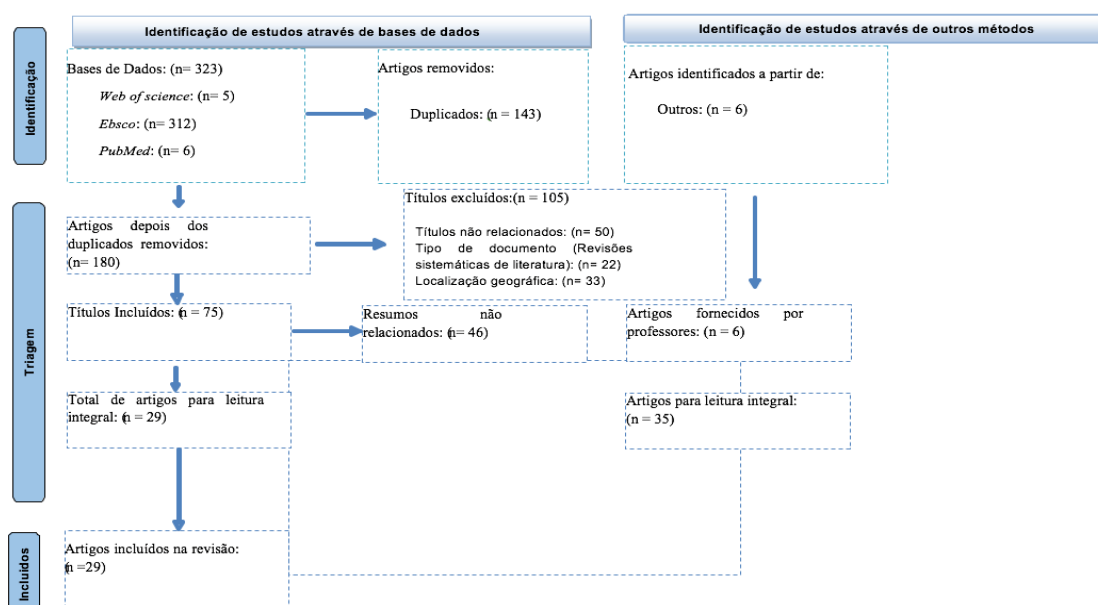 Identificação de estudos através de bases de dados
Identificação de estudos através de outros métodos
Identificação
Bases de Dados: (n= 323)
Web of science: (n= 5)
Ebsco: (n= 312)
PubMed: (n= 6)
Artigos removidos:
Duplicados: (n = 143)
Artigos identificados a partir de:
Outros: (n = 6)
Triagem
Artigos depois dos
duplicados removidos:
(n= 180)
Títulos excluídos:(n = 105)
Títulos não relacionados: (n= 50)
Tipo de documento (Revisões
sistemáticas de literatura): (n= 22)
Localização geográfica: (n= 33)
Títulos Incluídos: (n = 75)
Resumos não
relacionados: (n= 46)
Artigos fornecidos por
professores: (n = 6)
Total de artigos para leitura
integral: (n = 29)
Artigos para leitura integral:
(n = 35)
Incluidos
Artigos incluídos na revisão:
(n =29)